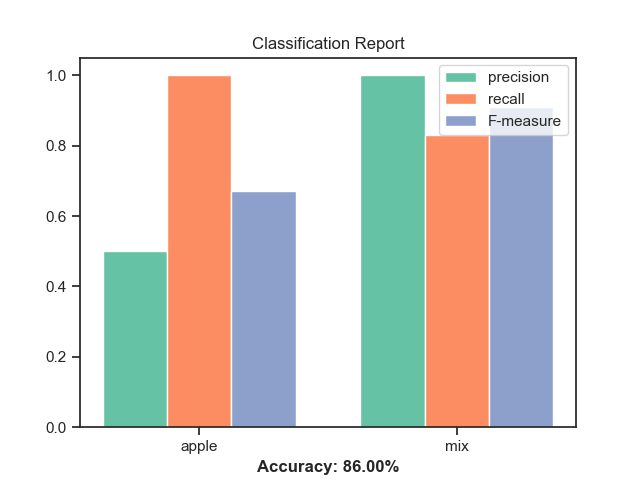 Classification Report
1.0
0.8
0.6
0.4
0.2
0.0
precision
recall
F-measure
apple
mix
Accuracy: 86.00%